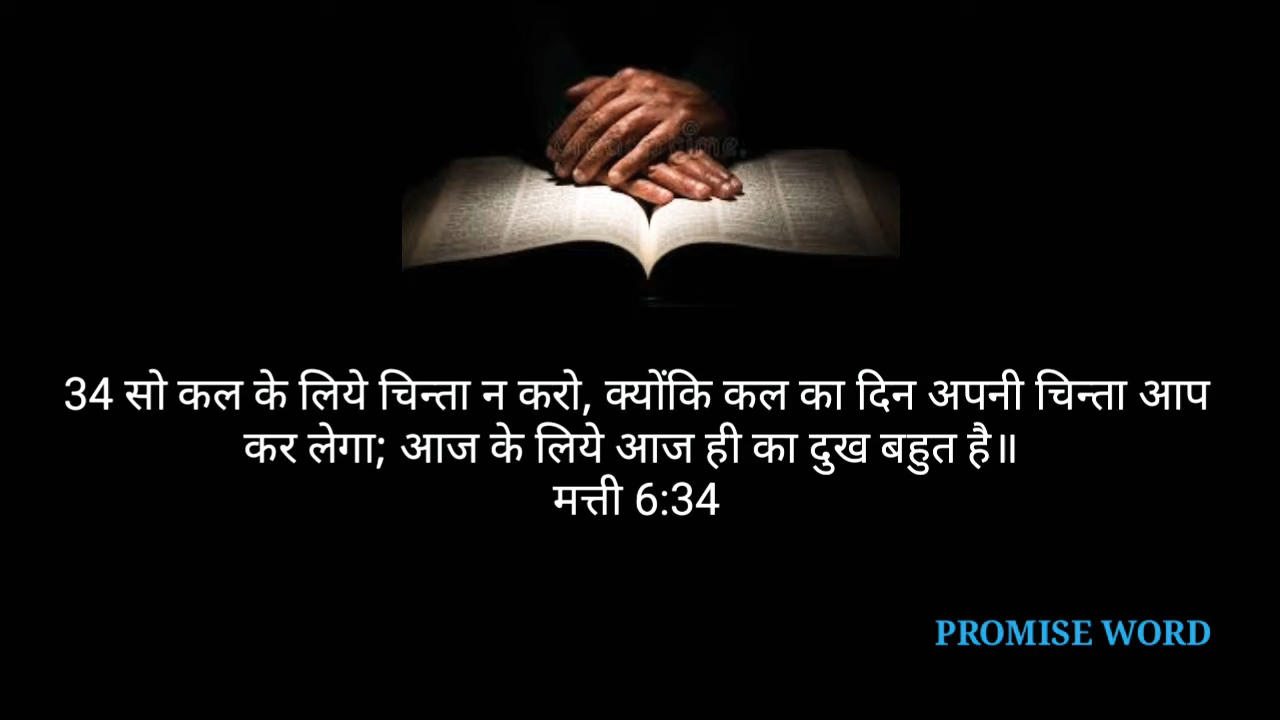 34 सो कल के लिये चिन्ता न करो, क्योंकि कल का दिन अपनी चिन्ता आप
कर लेगा; आज के लिये आज ही का दुख बहुत है॥
मत्ती 6:34
PROMISE WORD